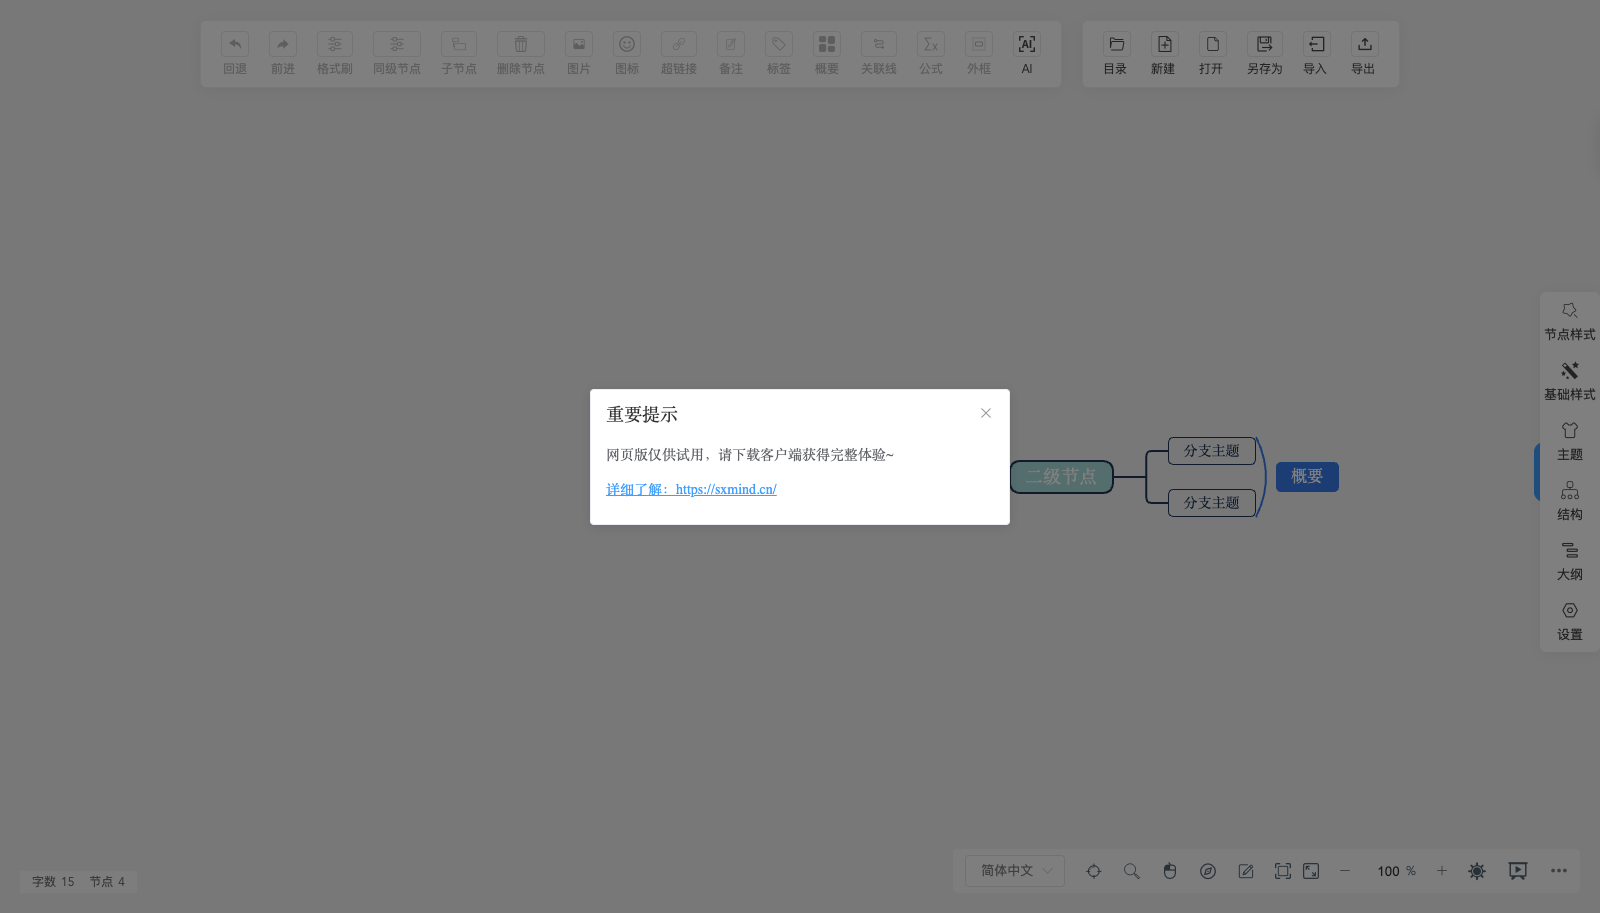 回退 前进 格式刷 同级节点 子节点 删除节点 图片 图标 超链接 备注 标签 概要 关联线 公式 外框 AI 目录 新建 打开 另存为 导入 导出
节点样式
基础样式
主题
结构
大纲
设置
重要提示
网页版仅供试用，请下载客户端获得完整体验~
详细了解：https://sxmind.cn/
二级节点
分支主题
分支主题
概要
字数 15 节点 4
简体中文 100 %